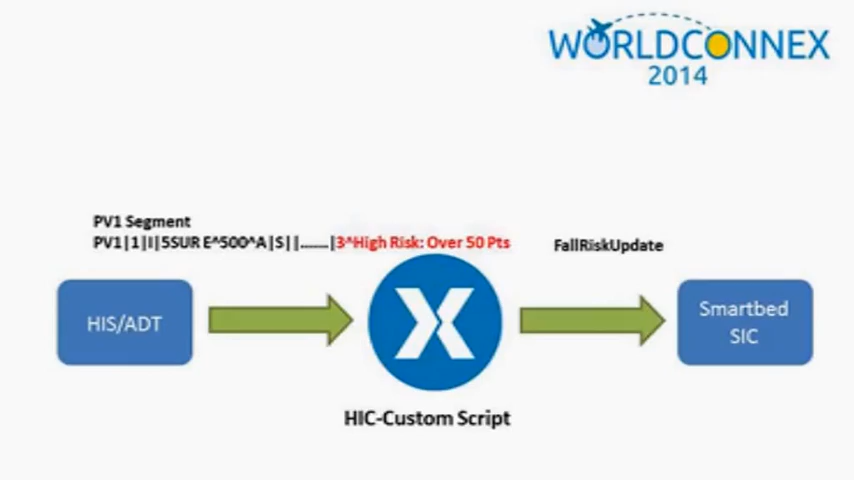 WORLDCONNEX
2014
PV1 Segment
PV1|1|I|5SUR E^500^A|S||.......|3^High Risk: Over 50 Pts
FallRiskUpdate
HIS/ADT
Smartbed
SIC
HIC-Custom Script